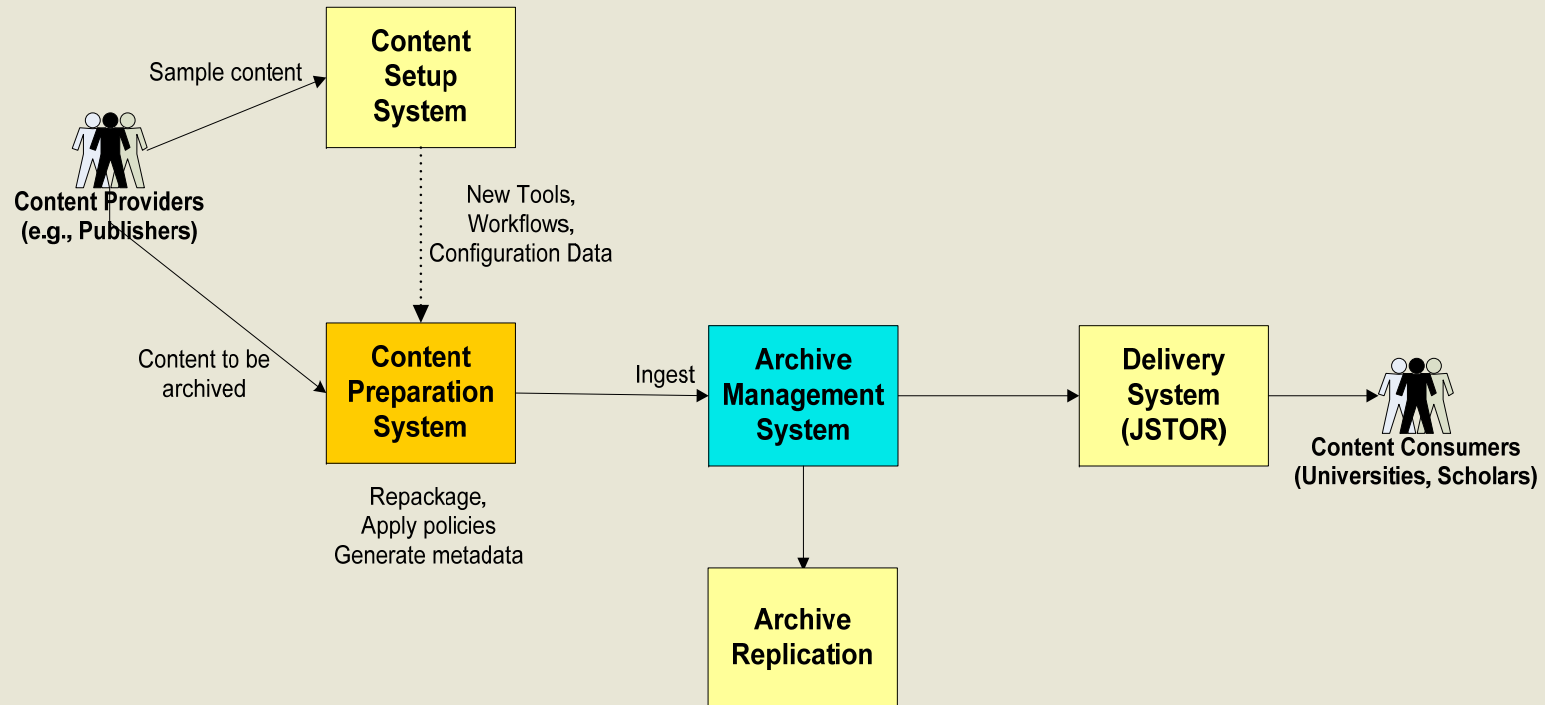 Content
Setup
System
Sample content
Content Providers
(e.g., Publishers)
New Tools,
Workflows,
Configuration Data
Content to be
archived
Content
Preparation
System
Repackage,
Apply policies
Generate metadata
Ingest
Archive
Management
System
Archive
Replication
Delivery
System
(JSTOR)
Content Consumers
(Universities, Scholars)